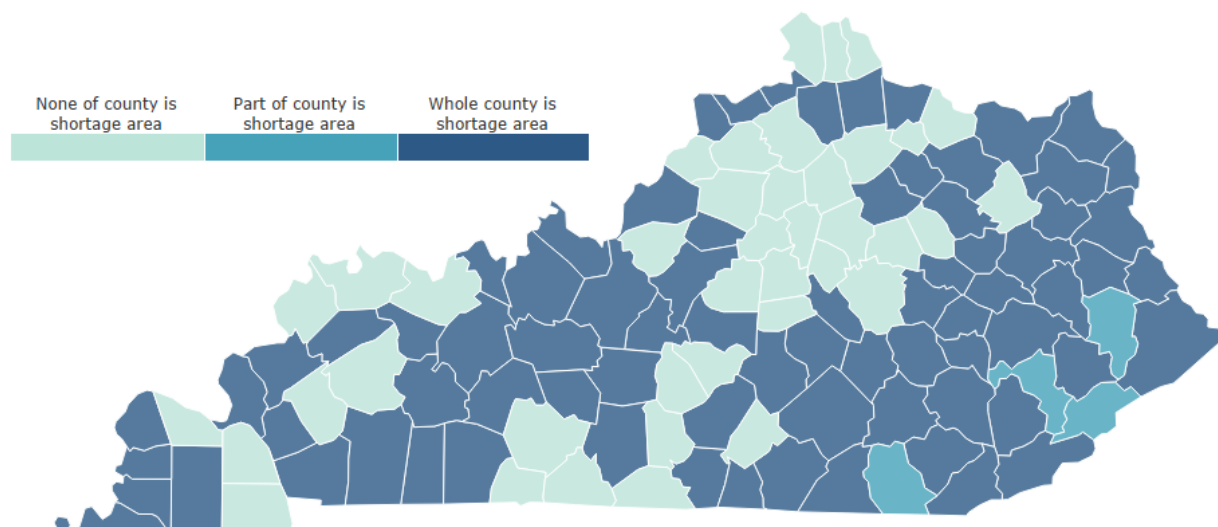 None of county is
shortage area
Part of county is
shortage area
Whole county is
shortage area